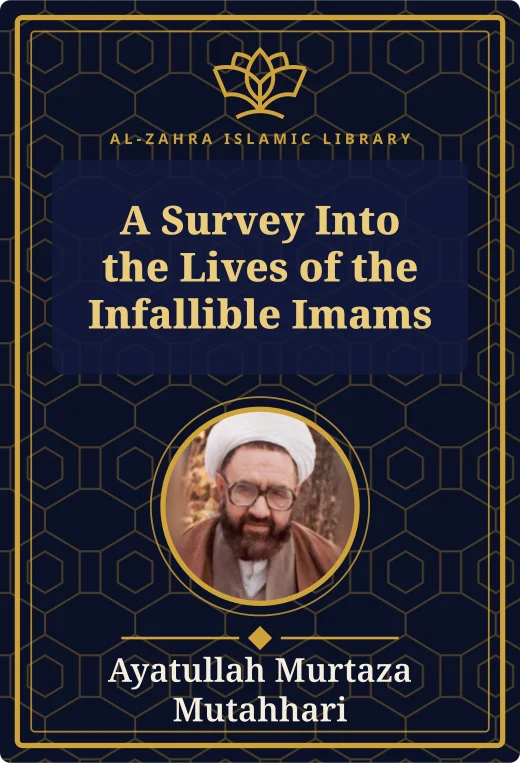 AL-ZAHRA ISLAMIC LIBRARY
A Survey Into
the Lives of the
Infallible Imams
Ayatullah Murtaza
Mutahhari